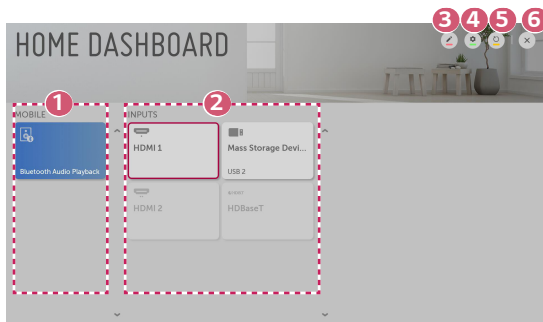 3 4 5 6
HOME DASHBOARD
1 2
MOBILE INPUTS
HDMI 1 Mass Storage Devi...
Bluetooth Audio Playback USB 2
HDMI 2 HDBaseT